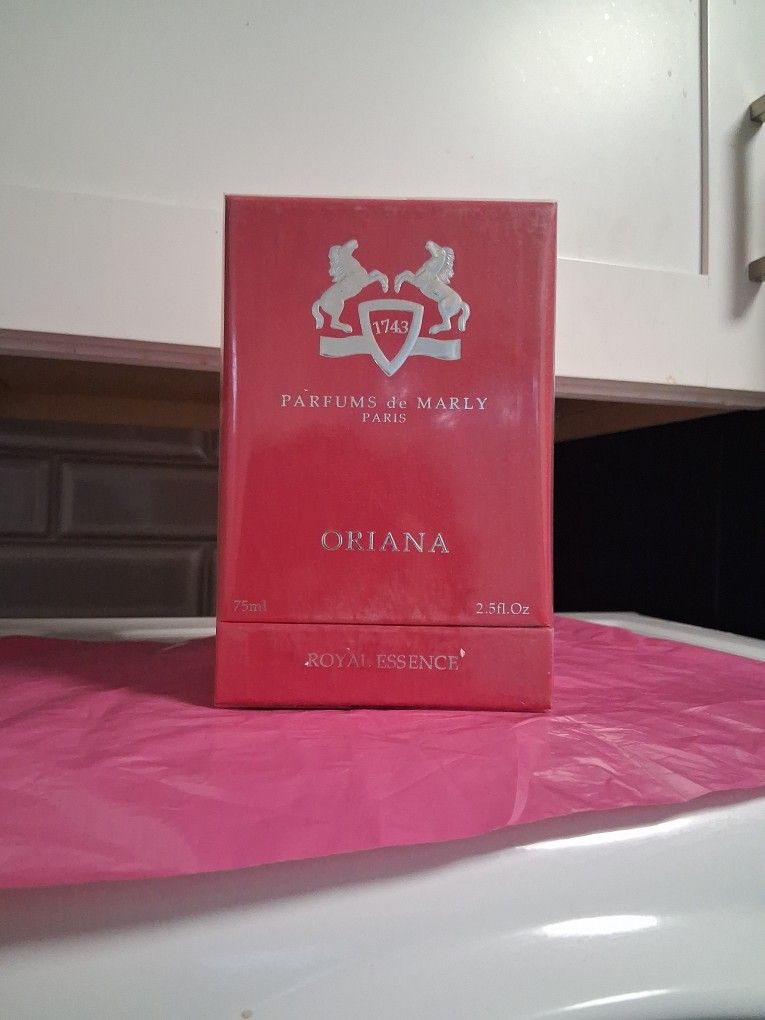 1743
PARFUMS de MARLY
PARIS
ORIANA
75ml 2.5fl.Oz
ROYAL ESSENCE